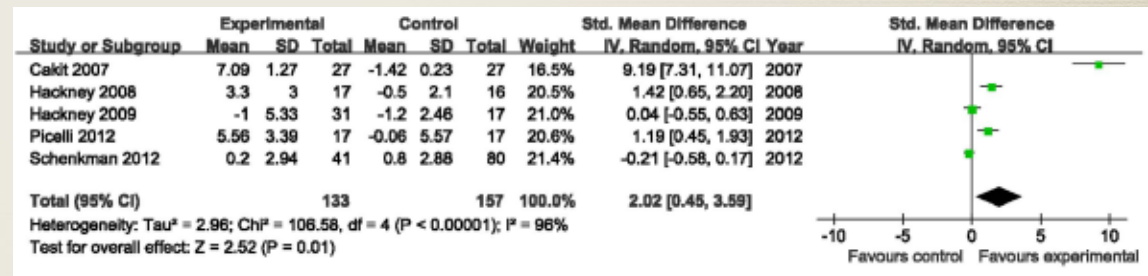 Experimental Control Std. Mean Difference Std. Mean Difference
Study or Subgroup Mean SD Total Mean SD Total Weight IV, Random, 95% CI Year IV, Random, 95% CI
Cakit 2007 7.09 1.27 27 -1.42 0.23 27 16.5% 9.19 [7.31, 11.07] 2007
Hackney 2008 3.3 3 17 -0.5 2.1 16 20.5% 1.42 [0.65, 2.20] 2008
Hackney 2009 -1 5.33 31 -1.2 2.46 17 21.0% 0.04 [-0.55, 0.63] 2009
Picelli 2012 5.56 3.39 17 -0.06 5.57 17 20.6% 1.19 [0.45, 1.93] 2012
Schenkman 2012 0.2 2.94 41 0.8 2.88 80 21.4% -0.21 [-0.58, 0.17] 2012
Total (95% CI) 133 157 100.0% 2.02 [0.45, 3.59]
Heterogeneity: Tau² = 2.96; Chi² = 106.58, df = 4 (P < 0.00001); I² = 96%
Test for overall effect: Z = 2.52 (P = 0.01)
-10 -5 0 5 10
Favours control Favours experimental